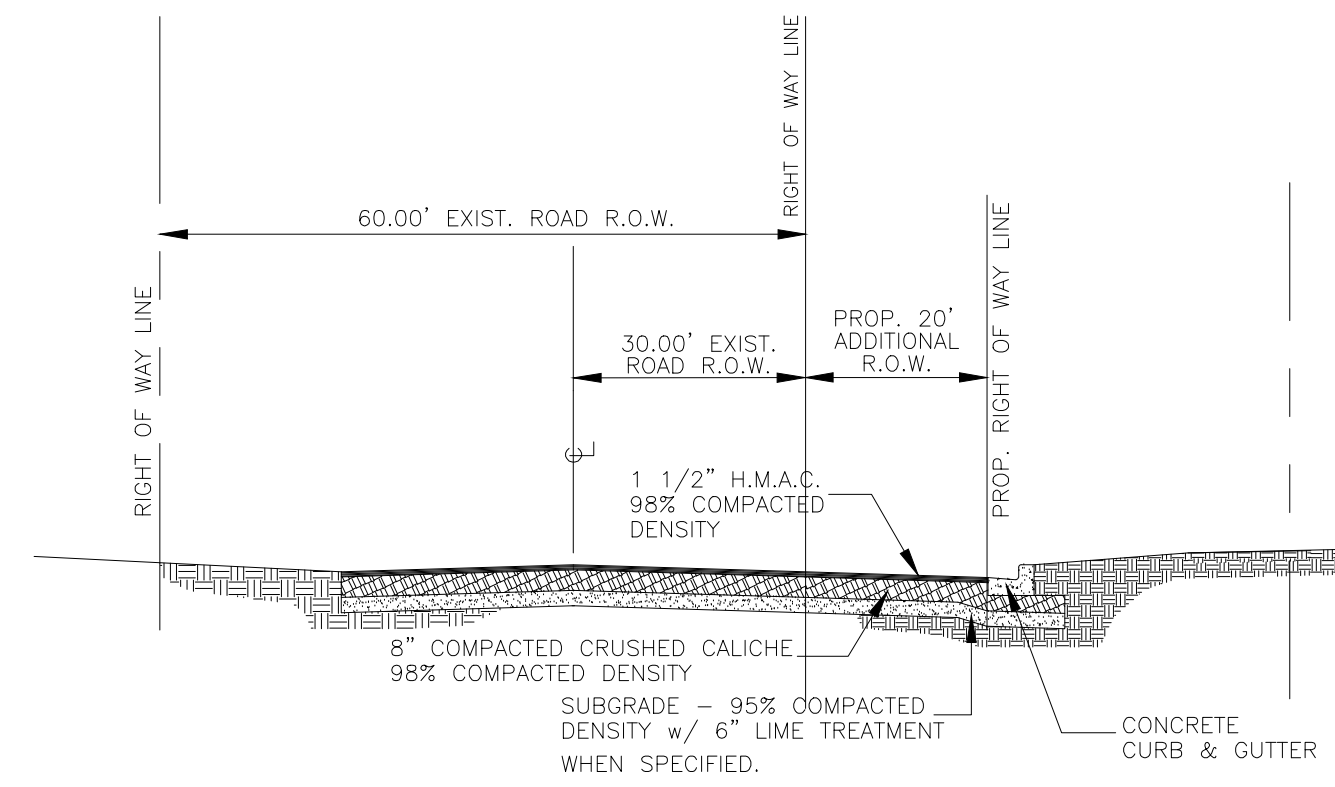 RIGHT OF WAY LINE
60.00' EXIST. ROAD R.O.W.
RIGHT OF WAY LINE
30.00' EXIST.
ROAD R.O.W.
PROP. 20'
ADDITIONAL
R.O.W.
PROP. RIGHT OF WAY LINE
℄
1 1/2" H.M.A.C.
98% COMPACTED
DENSITY
8" COMPACTED CRUSHED CALICHE
98% COMPACTED DENSITY
SUBGRADE – 95% COMPACTED
DENSITY w/ 6" LIME TREATMENT
WHEN SPECIFIED.
CONCRETE
CURB & GUTTER